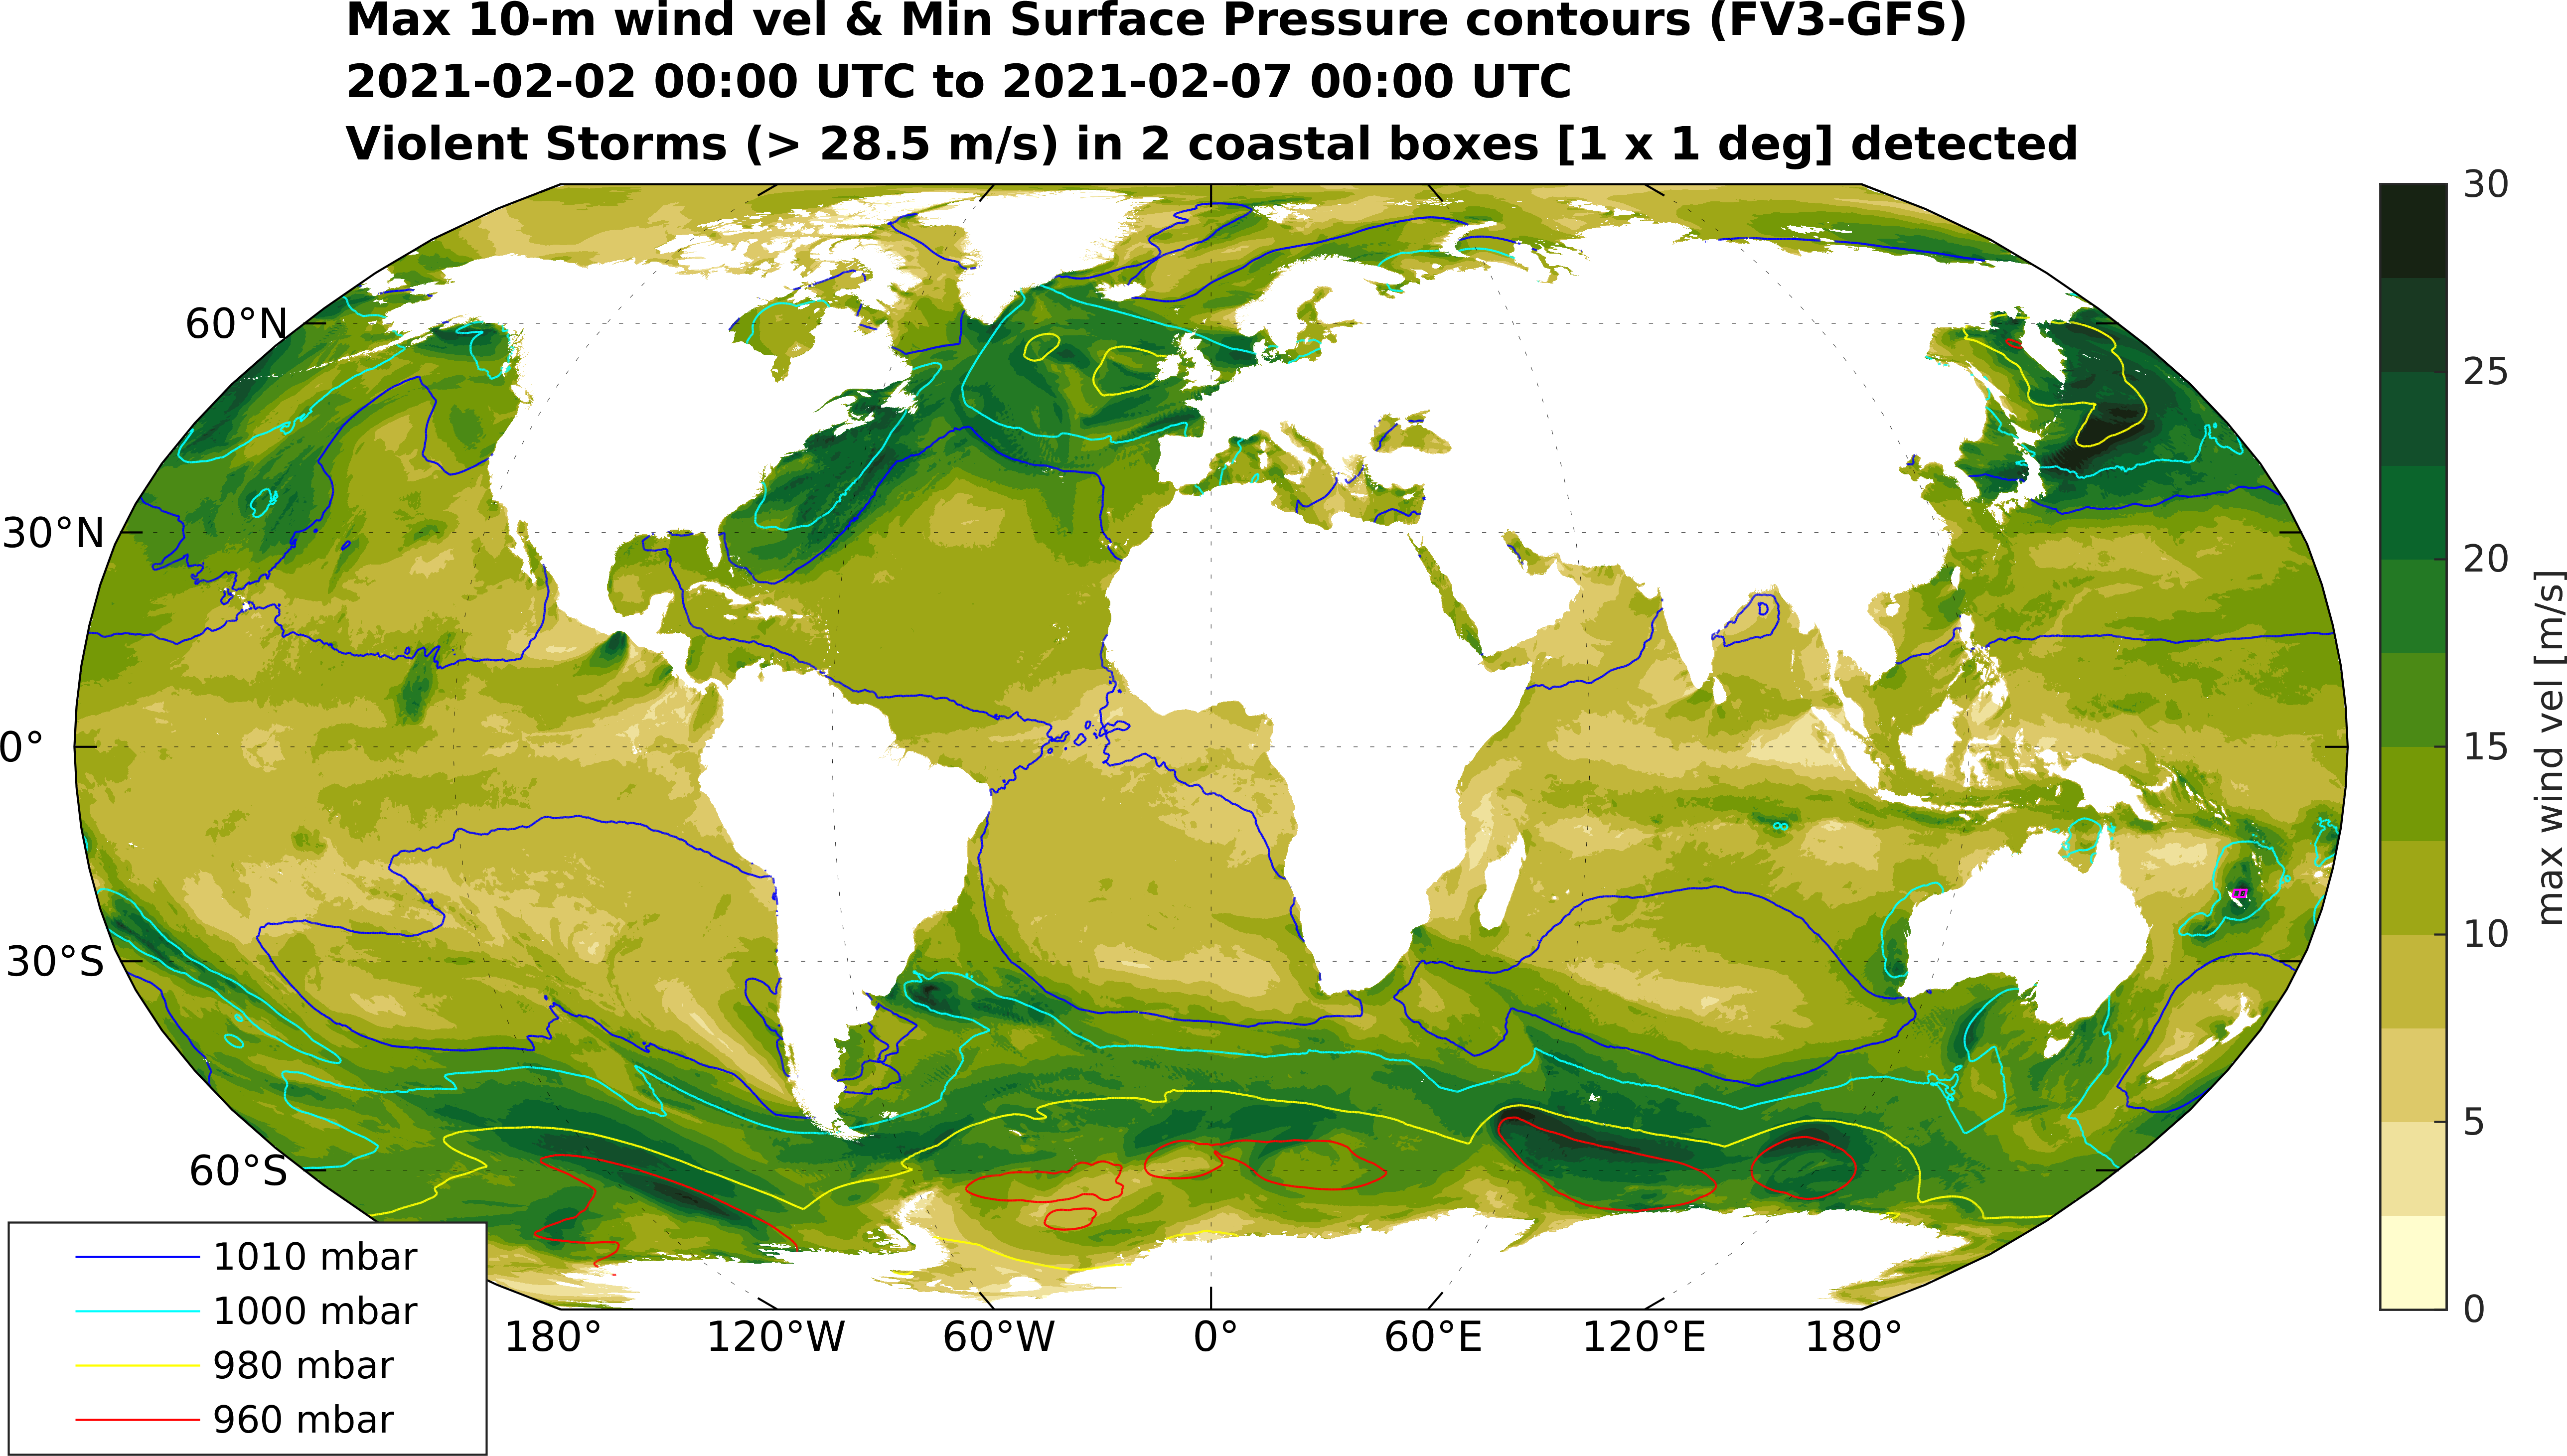 Max 10-m wind vel & Min Surface Pressure contours (FV3-GFS)
2021-02-02 00:00 UTC to 2021-02-07 00:00 UTC
Violent Storms (> 28.5 m/s) in 2 coastal boxes [1 x 1 deg] detected
60°N
30°N
0°
30°S
60°S
180°
120°W
60°W
0°
60°E
120°E
180°
1010 mbar
1000 mbar
980 mbar
960 mbar
30
25
20
15
10
5
0
max wind vel [m/s]